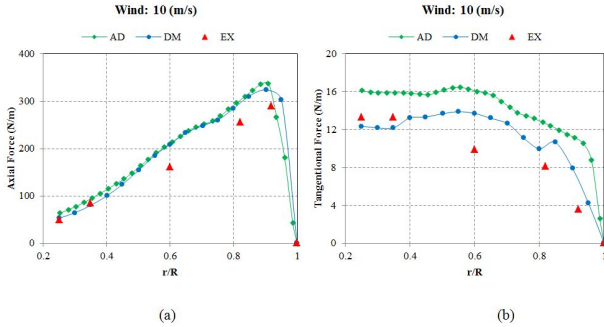 Wind: 10 (m/s)
AD DM EX
Axial Force (N/m)
400
300
200
100
0
0.2 0.4 0.6 0.8 1
r/R
(a)
Wind: 10 (m/s)
AD DM EX
Tangentional Force (N/m)
20
16
12
8
4
0
0.2 0.4 0.6 0.8 1
r/R
(b)